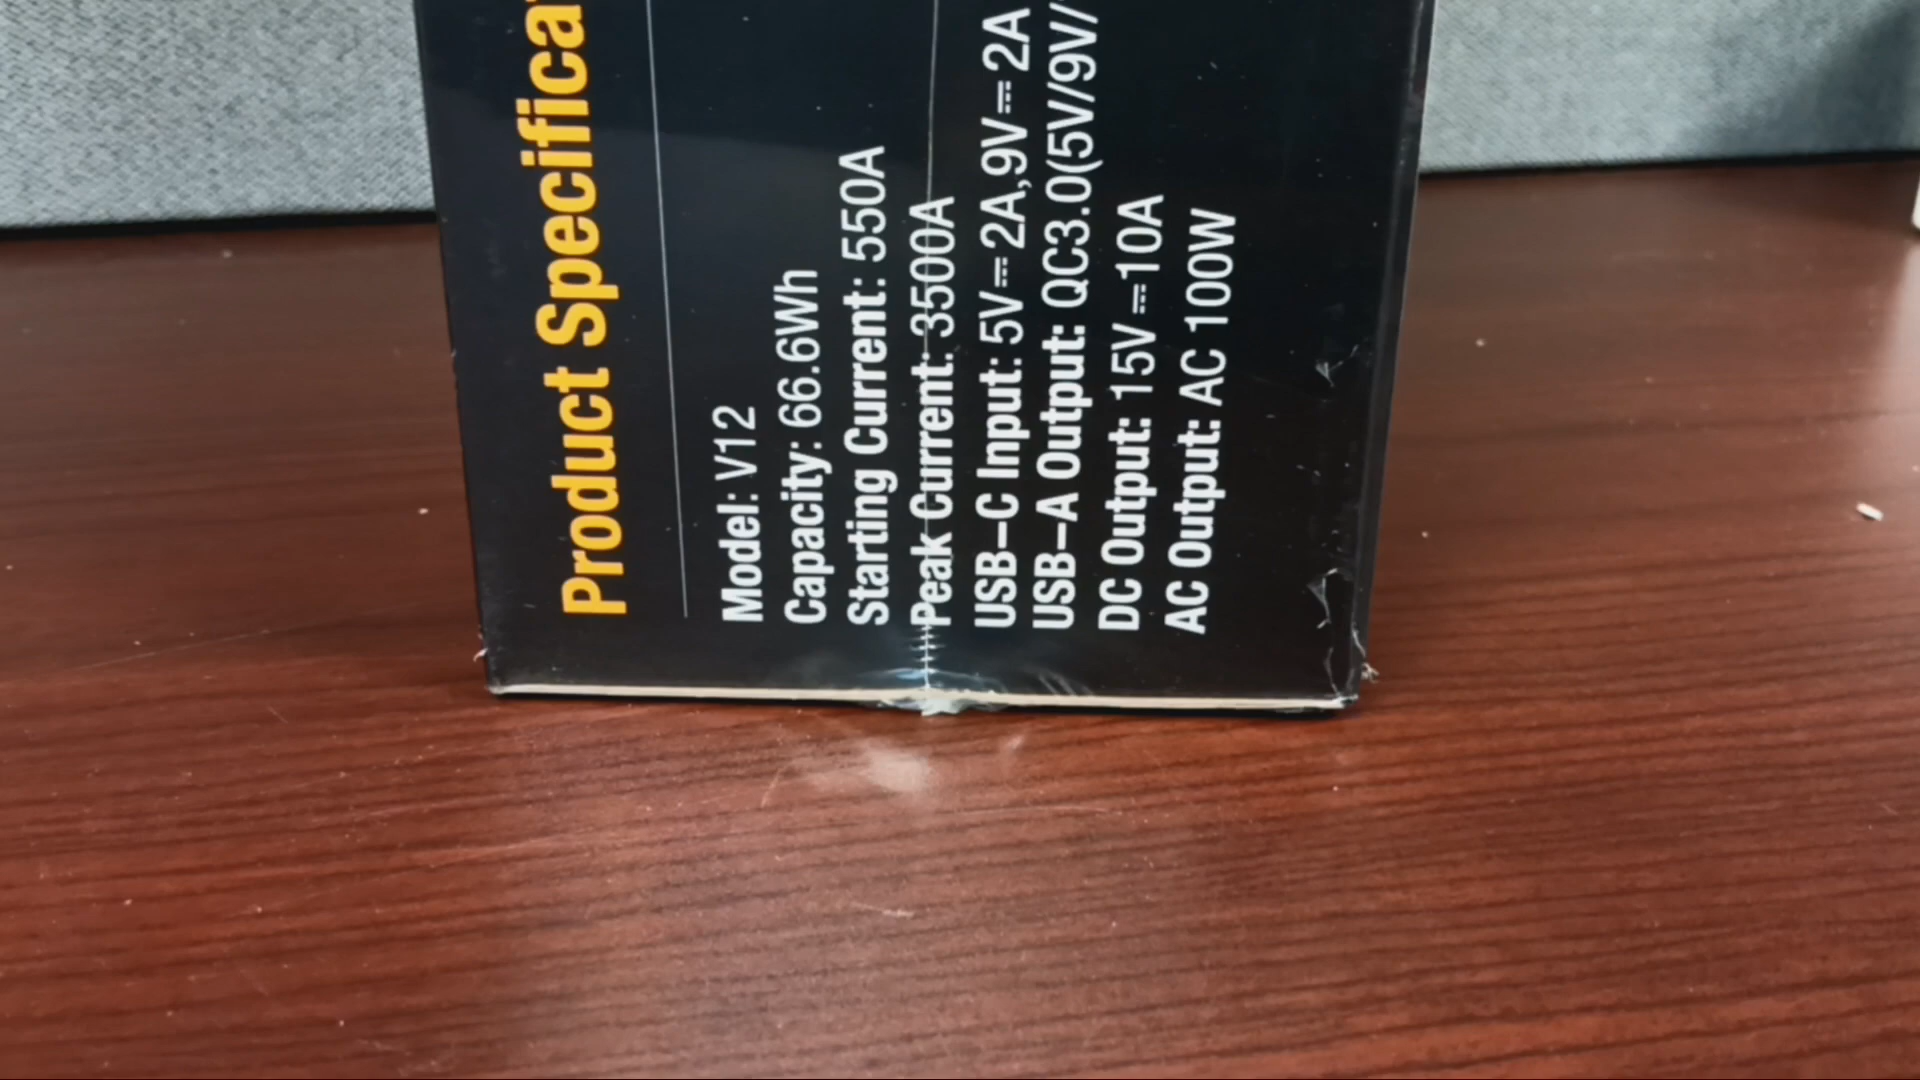 Product Specifica
Model: V12
Capacity: 66.6Wh
Starting Current: 550A
Peak Current: 3500A
USB-C Input: 5V⎓2A,9V⎓2A
USB-A Output: QC3.0(5V/9V/
DC Output: 15V⎓10A
AC Output: AC 100W